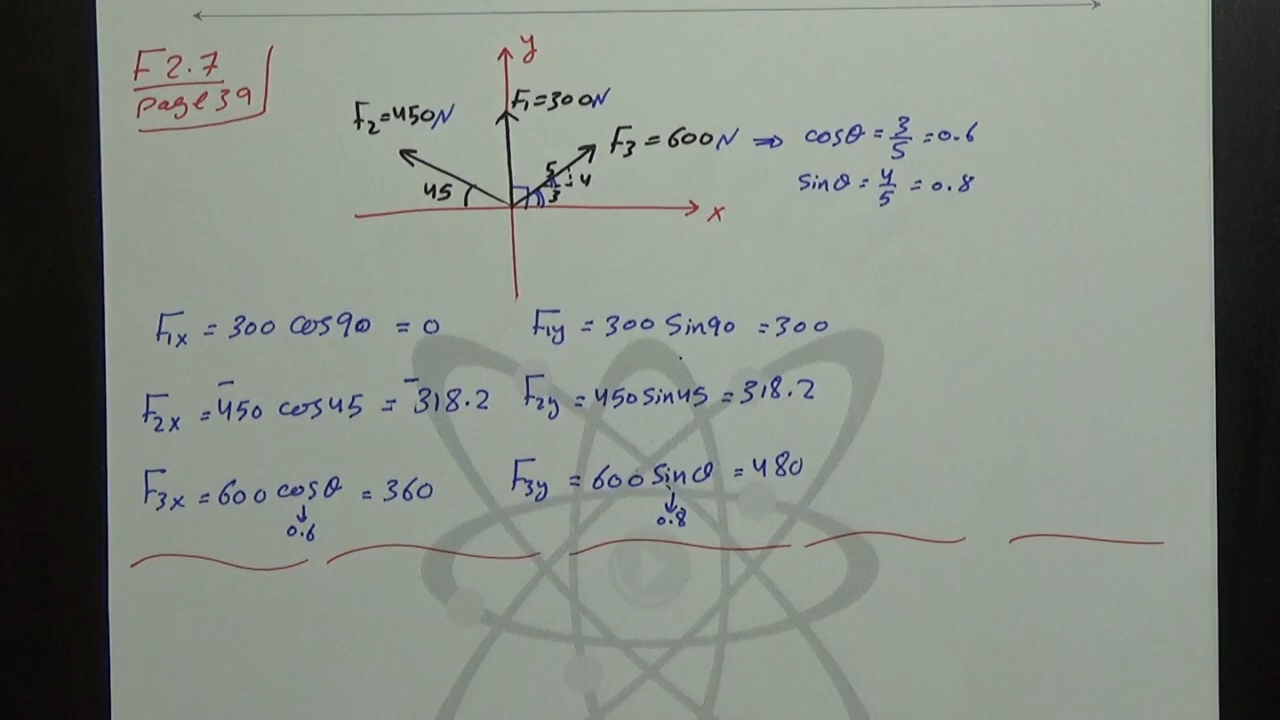 F2.7
page 39
y
F₁=300N
F₂=450N
F₃ = 600N ⇒ cosθ = 3/5 = 0.6
sinθ = 4/5 = 0.8
45
5
4
3
x
F₁x = 300 cos90 = 0
F₁y = 300 sin90 = 300
F₂x = -450 cos45 = -318.2
F₂y = 450 sin45 = 318.2
F₃x = 600 cosθ = 360
0.6
F₃y = 600 sinθ = 480
0.8